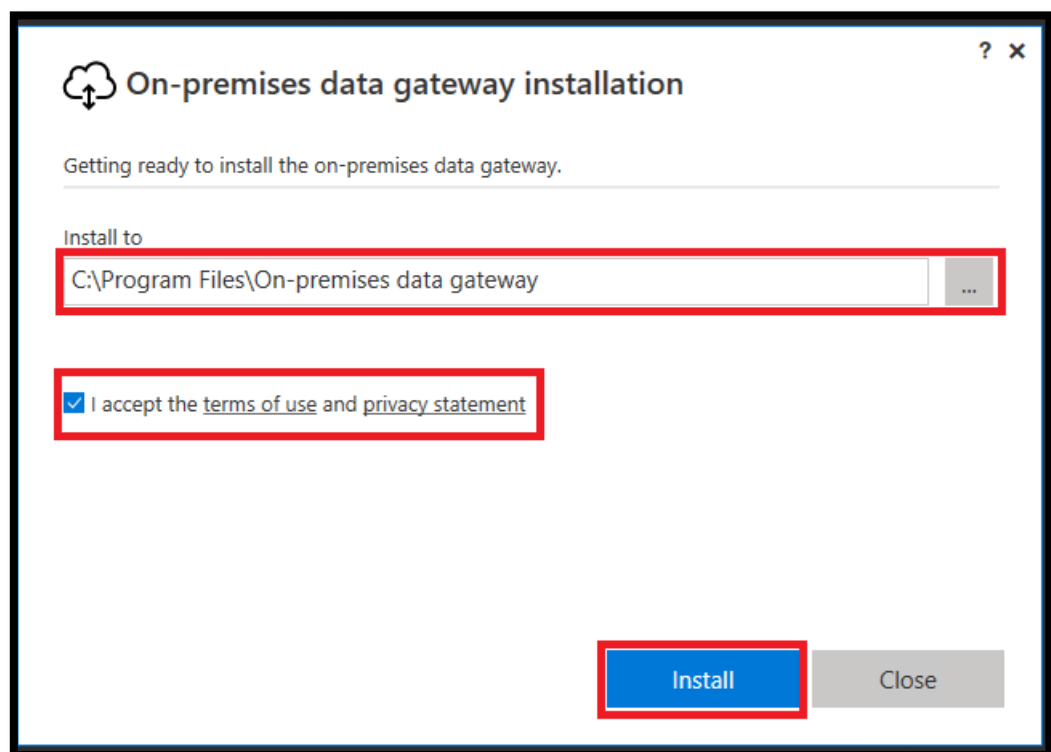 ? ×
On-premises data gateway installation
Getting ready to install the on-premises data gateway.
Install to
C:\Program Files\On-premises data gateway
...
I accept the terms of use and privacy statement
Install
Close